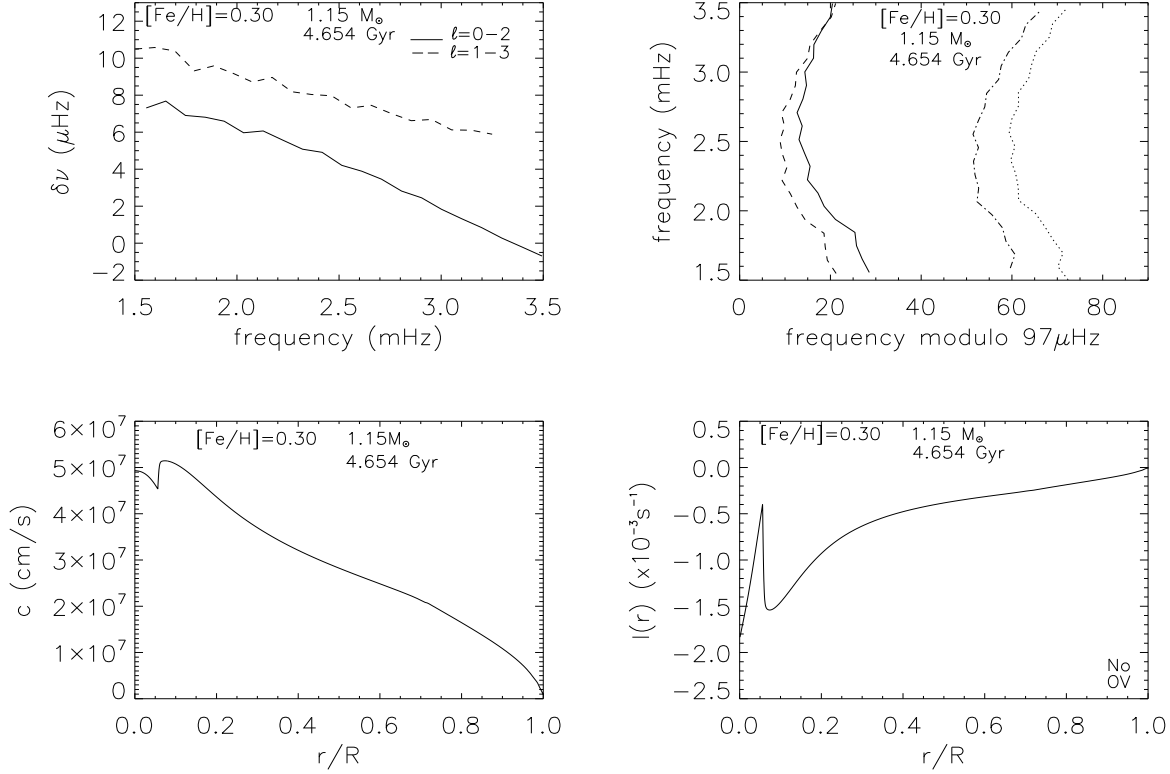 [Fe/H]=0.30 1.15 M⊙
4.654 Gyr
ℓ=0−2
ℓ=1−3
12
10
8
6
4
2
0
−2
δν (μHz)
1.5 2.0 2.5 3.0 3.5
frequency (mHz)
[Fe/H]=0.30
1.15 M⊙
4.654 Gyr
3.5
3.0
2.5
2.0
1.5
frequency (mHz)
0 20 40 60 80
frequency modulo 97μHz
[Fe/H]=0.30 1.15M⊙
4.654 Gyr
6×10⁷
5×10⁷
4×10⁷
3×10⁷
2×10⁷
1×10⁷
0
c (cm/s)
0.0 0.2 0.4 0.6 0.8 1.0
r/R
[Fe/H]=0.30 1.15 M⊙
4.654 Gyr
0.5
0.0
−0.5
−1.0
−1.5
−2.0
−2.5
I(r) (x10⁻³s⁻¹)
No
OV
0.0 0.2 0.4 0.6 0.8 1.0
r/R